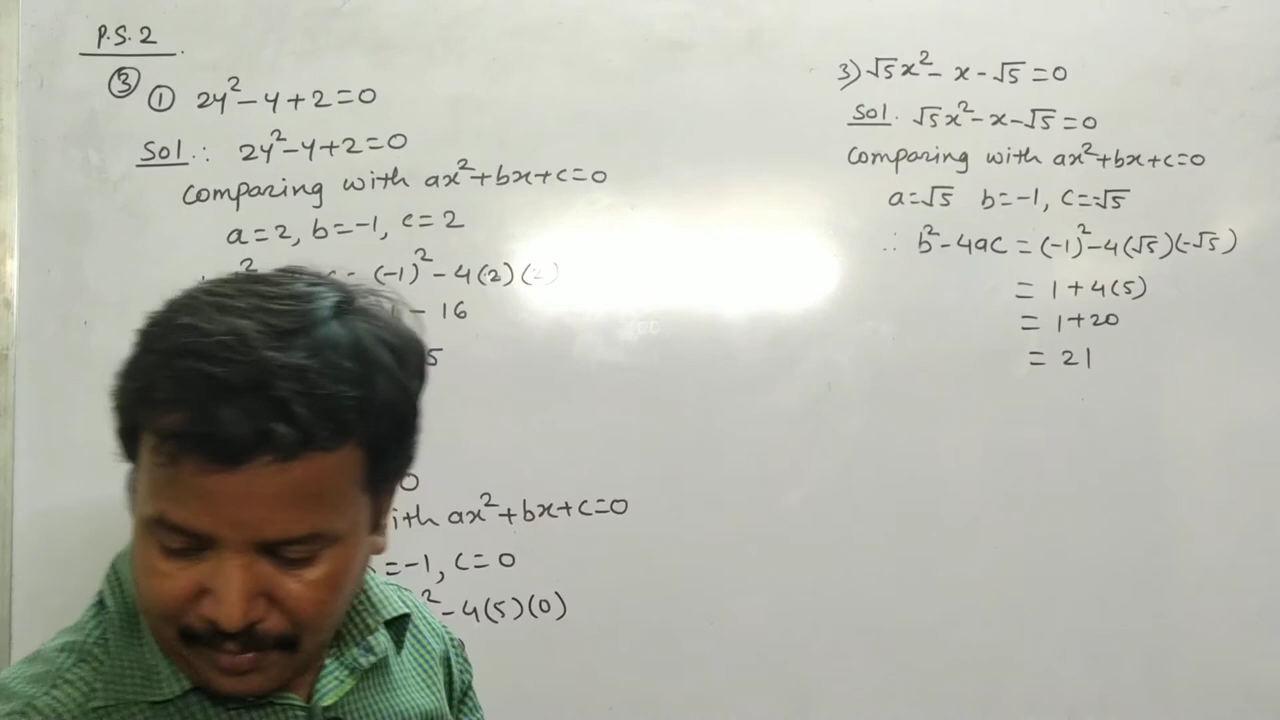 P.S.2
③ ① 2y²-y+2=0
Sol.: 2y²-y+2=0
comparing with ax²+bx+c=0
a=2, b=-1, c=2
(-1)²-4(2)(2)
- 16
5
0
ith ax²+bx+c=0
=-1, c=0
²-4(5)(0)
3) √5x²- x-√5=0
Sol. √5x²-x-√5=0
comparing with ax²+bx+c=0
a=√5 b=-1, c=-√5
∴ b²-4ac = (-1)²-4(√5)(-√5)
= 1+4(5)
= 1+20
= 21